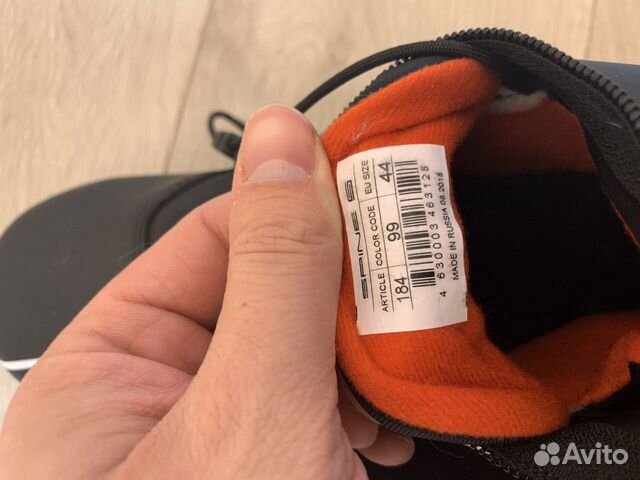 SPINE
ARTICLE COLOR CODE EU SIZE
184 99 44
4 630003 463128
MADE IN RUSSIA 08.2018
Avito